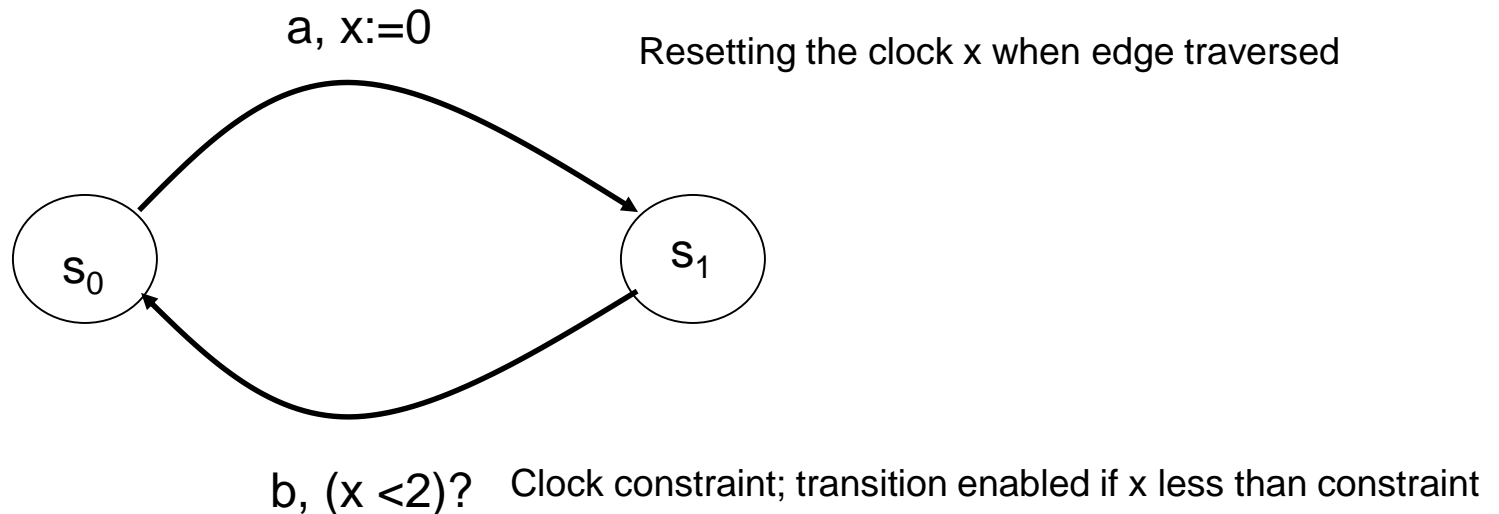 a, x:=0
Resetting the clock x when edge traversed
s₀
s₁
b, (x <2)?
Clock constraint; transition enabled if x less than constraint